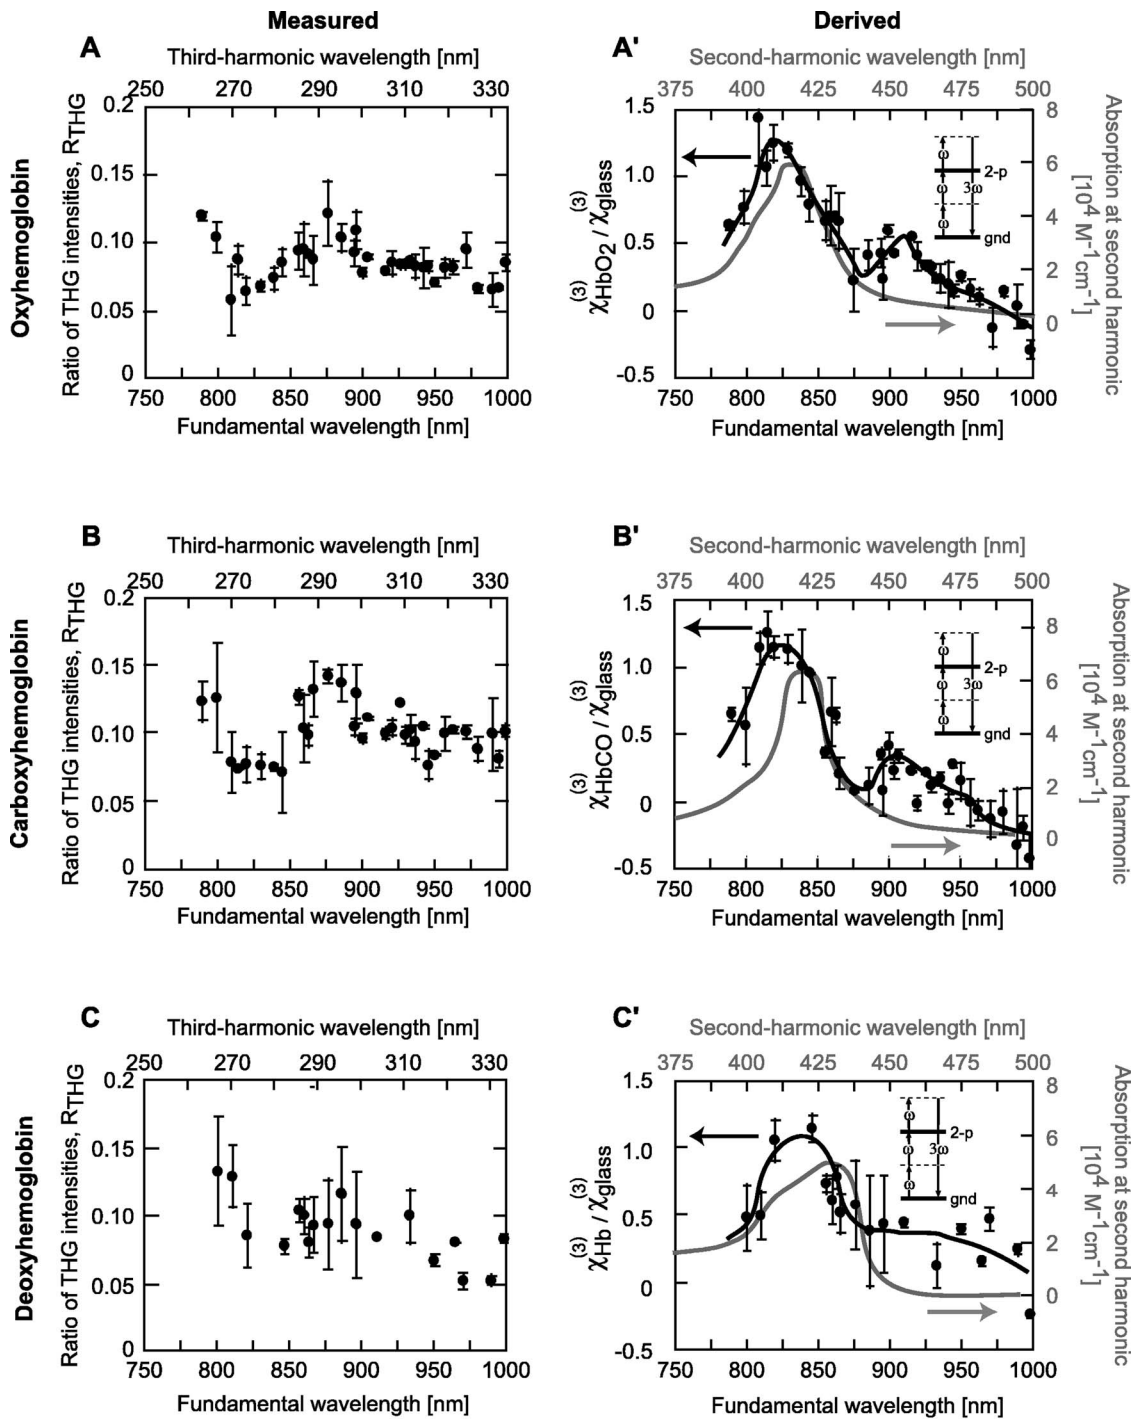 Measured
Derived
Oxyhemoglobin
A
Third-harmonic wavelength [nm]
250 270 290 310 330
Ratio of THG intensities, RTHG
0.2
0.15
0.10
0.05
0
750 800 850 900 950 1000
Fundamental wavelength [nm]
A'
Second-harmonic wavelength [nm]
375 400 425 450 475 500
χ(3)HbO2 / χ(3)glass
1.5
1.0
0.5
0
-0.5
ω
ω
ω
3ω
2-p
gnd
8
6
4
2
0
Absorption at second harmonic
[10^4 M^-1cm^-1]
750 800 850 900 950 1000
Fundamental wavelength [nm]
Carboxyhemoglobin
B
Third-harmonic wavelength [nm]
250 270 290 310 330
Ratio of THG intensities, RTHG
0.2
0.15
0.10
0.05
0
750 800 850 900 950 1000
Fundamental wavelength [nm]
B'
Second-harmonic wavelength [nm]
375 400 425 450 475 500
χ(3)HbCO / χ(3)glass
1.5
1.0
0.5
0
-0.5
ω
ω
ω
3ω
2-p
gnd
8
6
4
2
0
Absorption at second harmonic
[10^4 M^-1cm^-1]
750 800 850 900 950 1000
Fundamental wavelength [nm]
Deoxyhemoglobin
C
Third-harmonic wavelength [nm]
250 270 290 310 330
Ratio of THG intensities, RTHG
0.2
0.15
0.10
0.05
0
750 800 850 900 950 1000
Fundamental wavelength [nm]
C'
Second-harmonic wavelength [nm]
375 400 425 450 475 500
χ(3)Hb / χ(3)glass
1.5
1.0
0.5
0
-0.5
ω
ω
ω
3ω
2-p
gnd
8
6
4
2
0
Absorption at second harmonic
[10^4 M^-1cm^-1]
750 800 850 900 950 1000
Fundamental wavelength [nm]